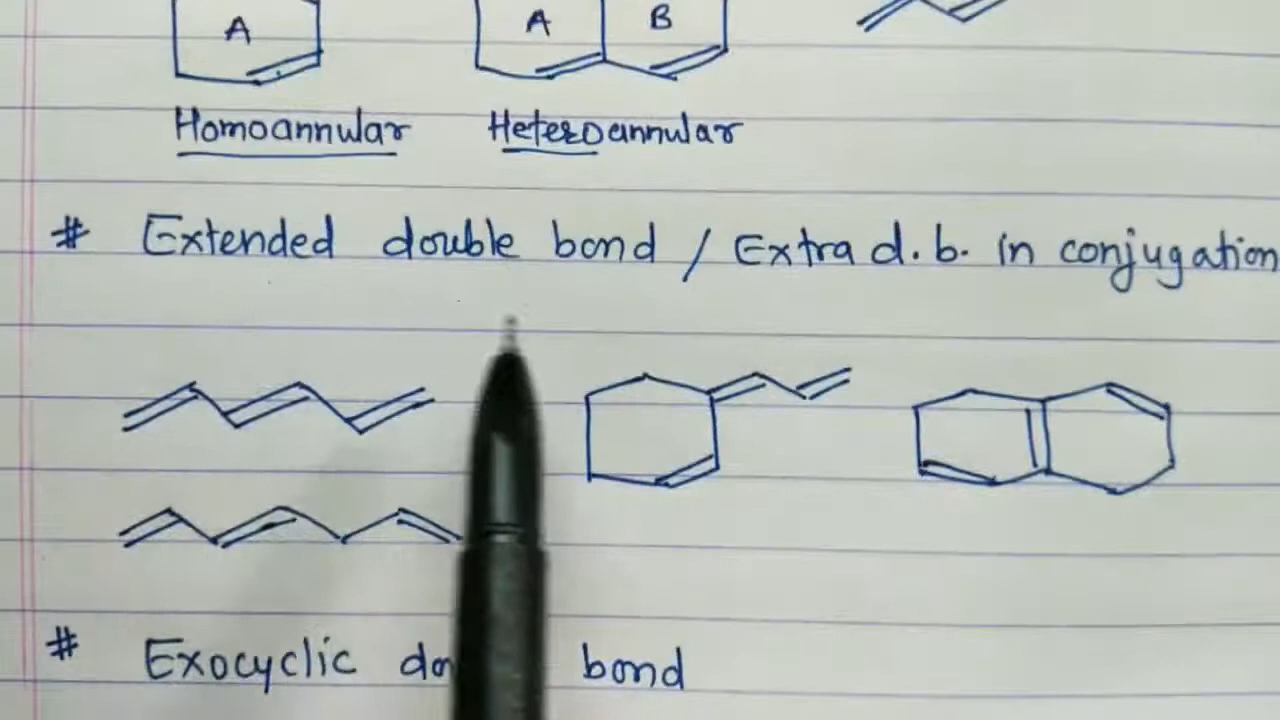 A A B
Homoannular Heteroannular
# Extended double bond / Extra d.b. in conjugation
# Exocyclic bond